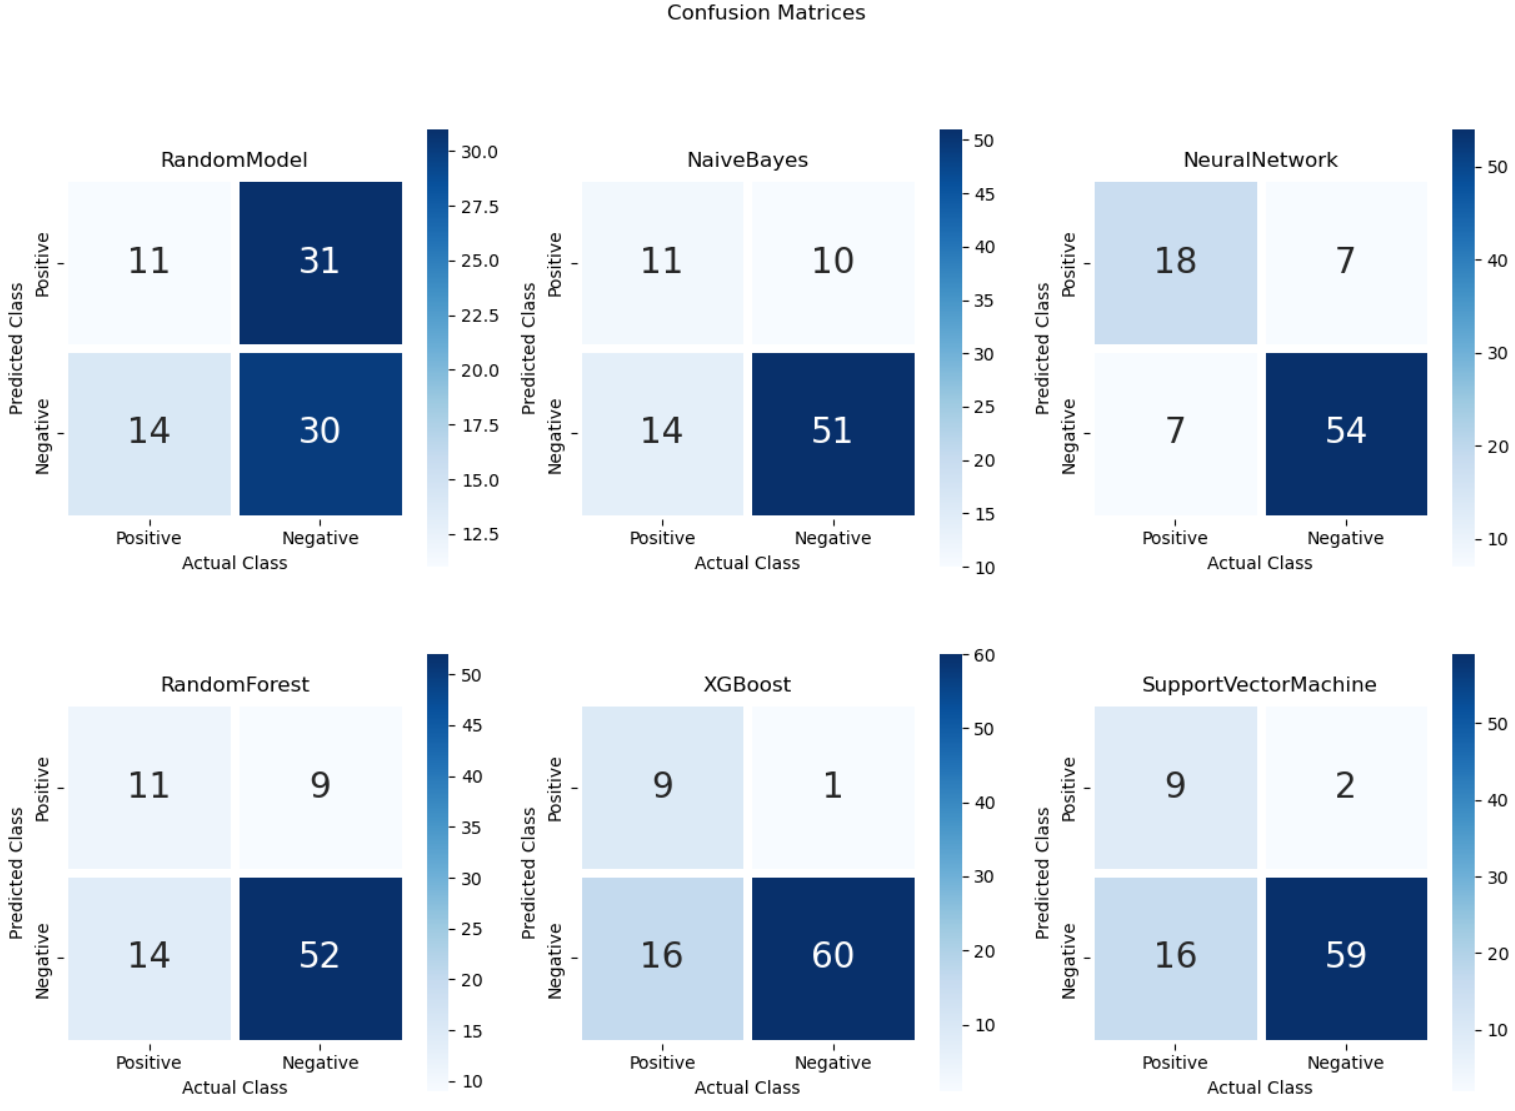 Confusion Matrices
RandomModel
11
31
14
30
Positive
Negative
Predicted Class
Positive
Negative
Actual Class
30.0
27.5
25.0
22.5
20.0
17.5
15.0
12.5
NaiveBayes
11
10
14
51
Positive
Negative
Predicted Class
Positive
Negative
Actual Class
50
45
40
35
30
25
20
15
10
NeuralNetwork
18
7
7
54
Positive
Negative
Predicted Class
Positive
Negative
Actual Class
50
40
30
20
10
RandomForest
11
9
14
52
Positive
Negative
Predicted Class
Positive
Negative
Actual Class
50
45
40
35
30
25
20
15
10
XGBoost
9
1
16
60
Positive
Negative
Predicted Class
Positive
Negative
Actual Class
60
50
40
30
20
10
SupportVectorMachine
9
2
16
59
Positive
Negative
Predicted Class
Positive
Negative
Actual Class
50
40
30
20
10